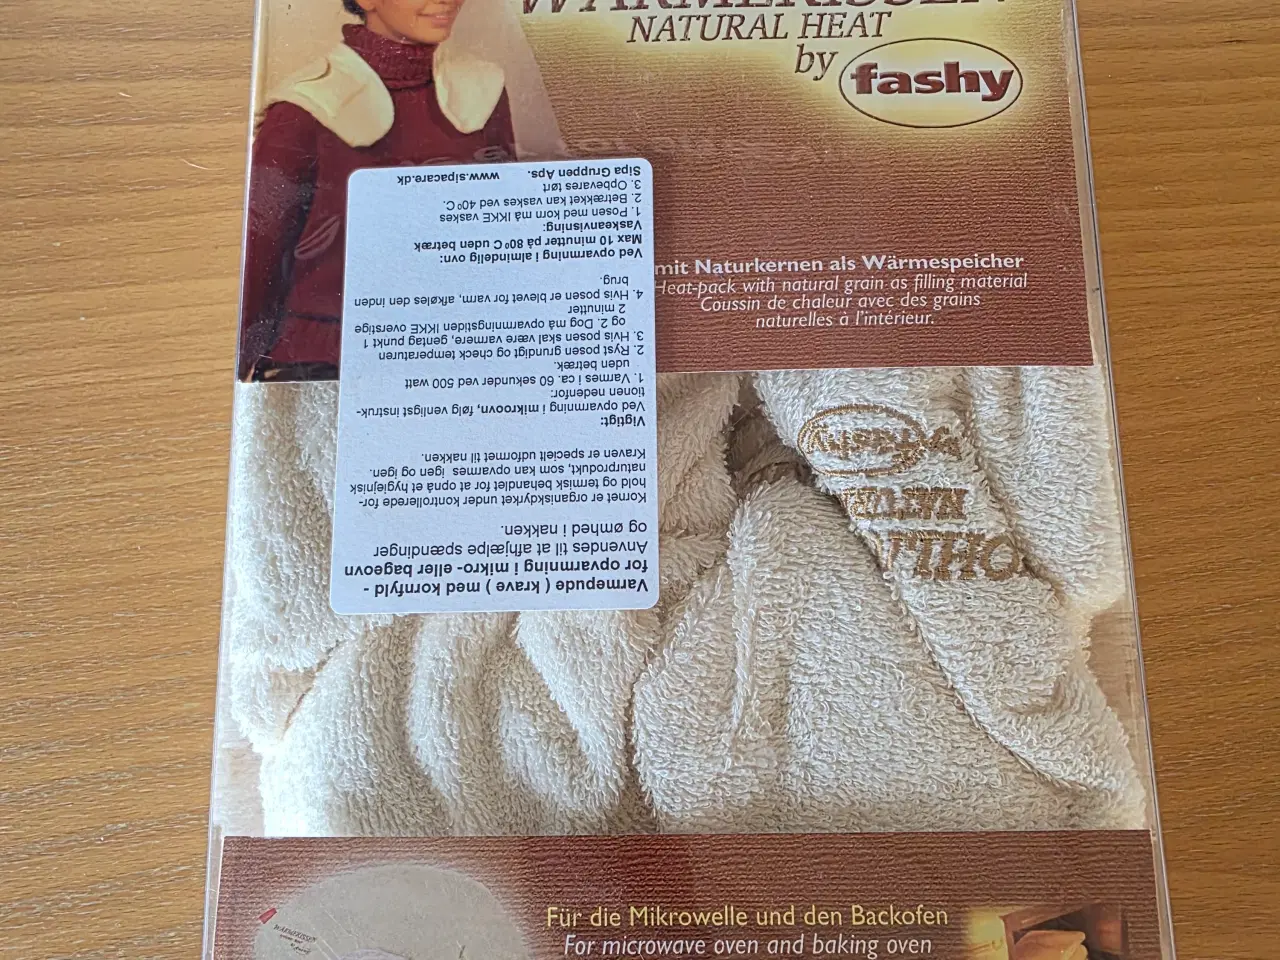 WÄRMEKISSEN
NATURAL HEAT
by fashy
mit Naturkernen als Wärmespeicher
Heat-pack with natural grain as filling material
Coussin de chaleur avec des grains
naturelles à l'intérieur.
Varmepude ( krave ) med kornfyld -
for opvarmning i mikro- eller bageovn
Anvendes til at afhjælpe spændinger
og ømhed i nakken.
Kornet er organiskdyrket under kontrollerede for-
hold og termisk behandlet for at opnå et hygiejnisk
naturprodukt, som kan opvarmes igen og igen.
Kraven er specielt udformet til nakken.
Vigtigt:
Ved opvarmning i mikroovn, følg venligst instruk-
tionen nedenfor:
1. Varmes i ca. 60 sekunder ved 500 watt
uden betræk.
2. Ryst posen grundigt og check temperaturen
3. Hvis posen skal være varmere, gentag punkt 1
og 2. Dog må opvarmningstiden IKKE overstige
2 minutter
4. Hvis posen er blevet for varm, afkøles den inden
brug.
Ved opvarmning i almindelig ovn:
Max 10 minutter på 80ºC uden betræk
Vaskeanvisning:
1. Posen med korn må IKKE vaskes
2. Betrækket kan vaskes ved 40ºC.
3. Opbevares tørt
Sipa Gruppen Aps. www.sipacare.dk
Für die Mikrowelle und den Backofen
For microwave oven and baking oven
WÄRMEKISSEN